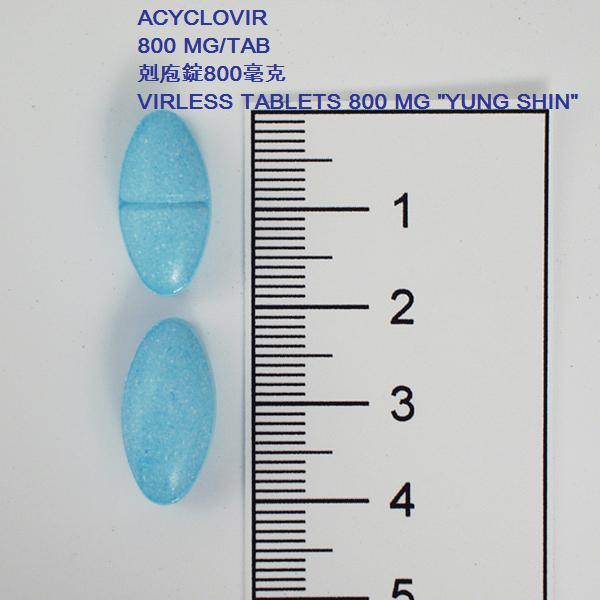 ACYCLOVIR
800 MG/TAB
剋庖錠800毫克
VIRLESS TABLETS 800 MG "YUNG SHIN"
1
2
3
4
5